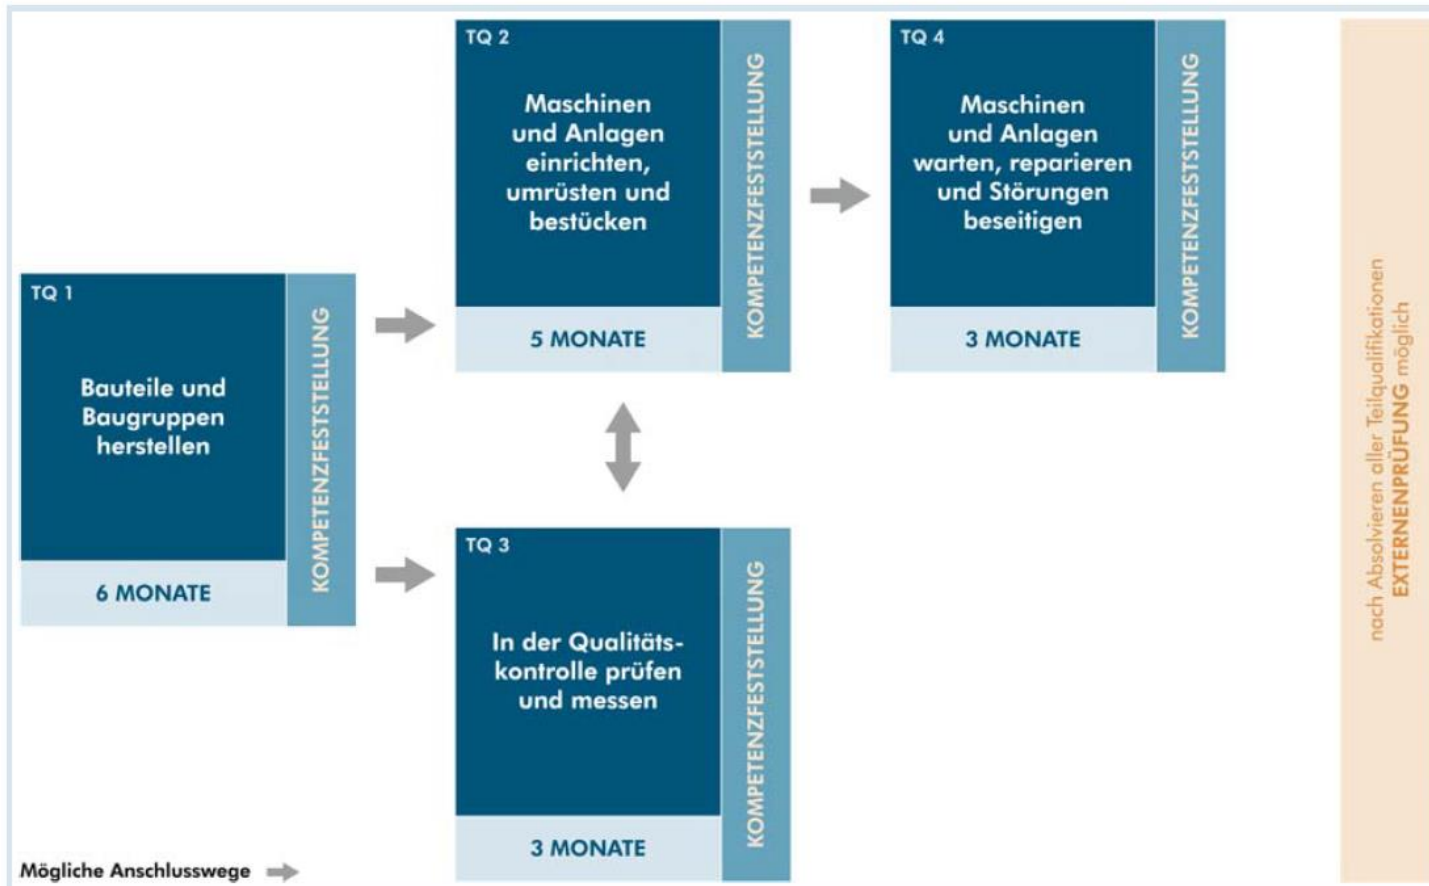 TQ 1
Bauteile und
Baugruppen
herstellen
6 MONATE
KOMPETENZFESTSTELLUNG
TQ 2
Maschinen
und Anlagen
einrichten,
umrüsten und
bestücken
5 MONATE
KOMPETENZFESTSTELLUNG
TQ 3
In der Qualitäts-
kontrolle prüfen
und messen
3 MONATE
KOMPETENZFESTSTELLUNG
TQ 4
Maschinen
und Anlagen
warten, reparieren
und Störungen
beseitigen
3 MONATE
KOMPETENZFESTSTELLUNG
nach Absolvieren aller Teilqualifikationen
EXTERNENPRÜFUNG möglich
Mögliche Anschlusswege